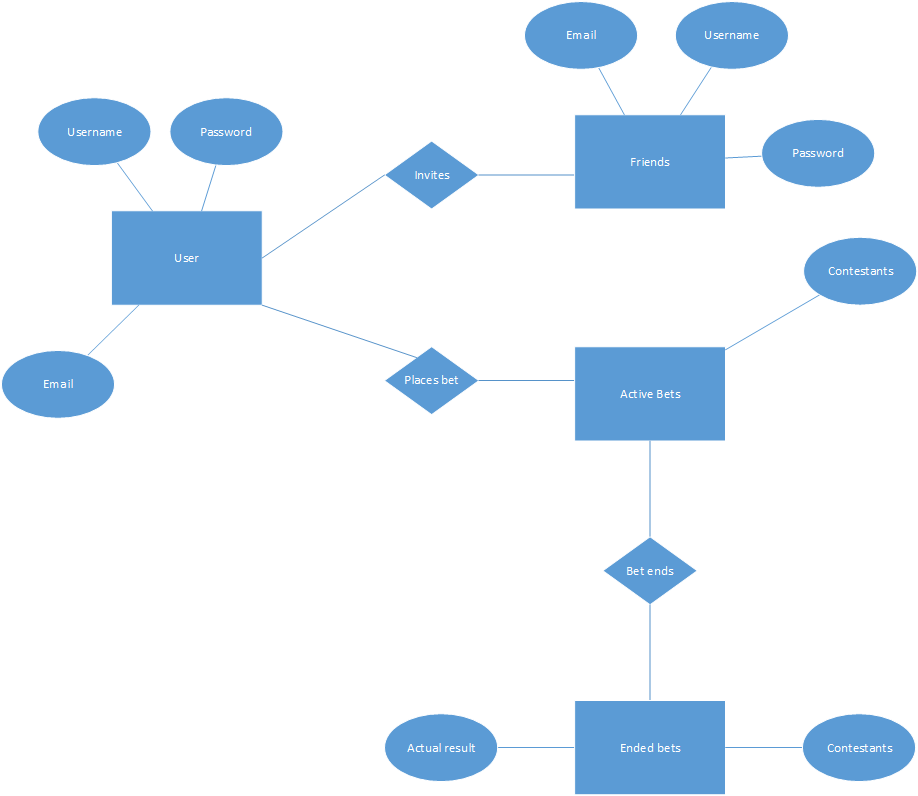 Email
Username
Username
Password
Invites
Friends
Password
User
Contestants
Email
Places bet
Active Bets
Bet ends
Actual result
Ended bets
Contestants